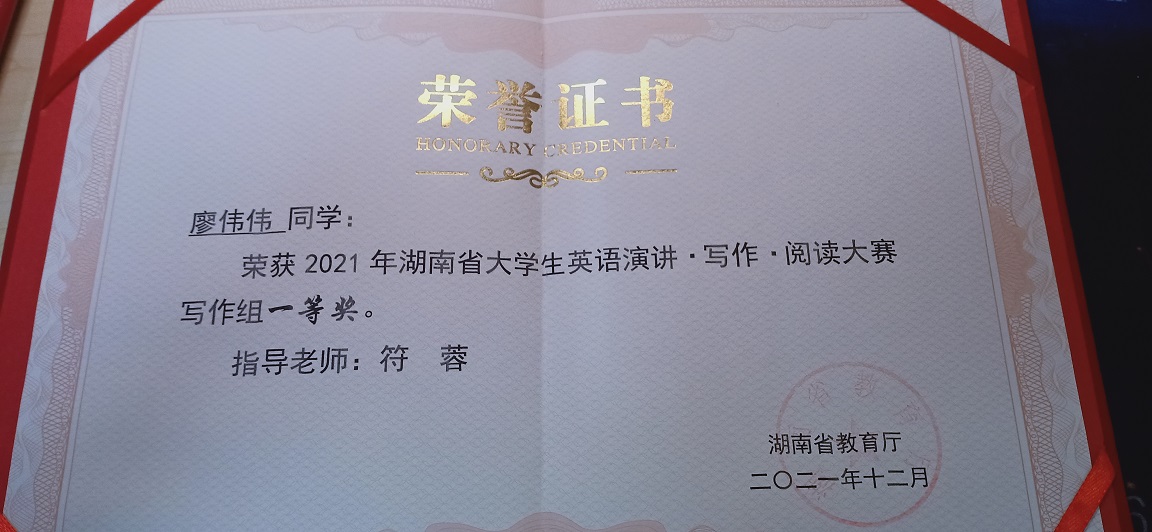 荣誉证书
HONORARY CREDENTIAL
廖伟伟 同学：
荣获 2021 年湖南省大学生英语演讲·写作·阅读大赛
写作组一等奖。
指导老师：符 蓉
湖南省教育厅
二〇二一年十二月
省教育